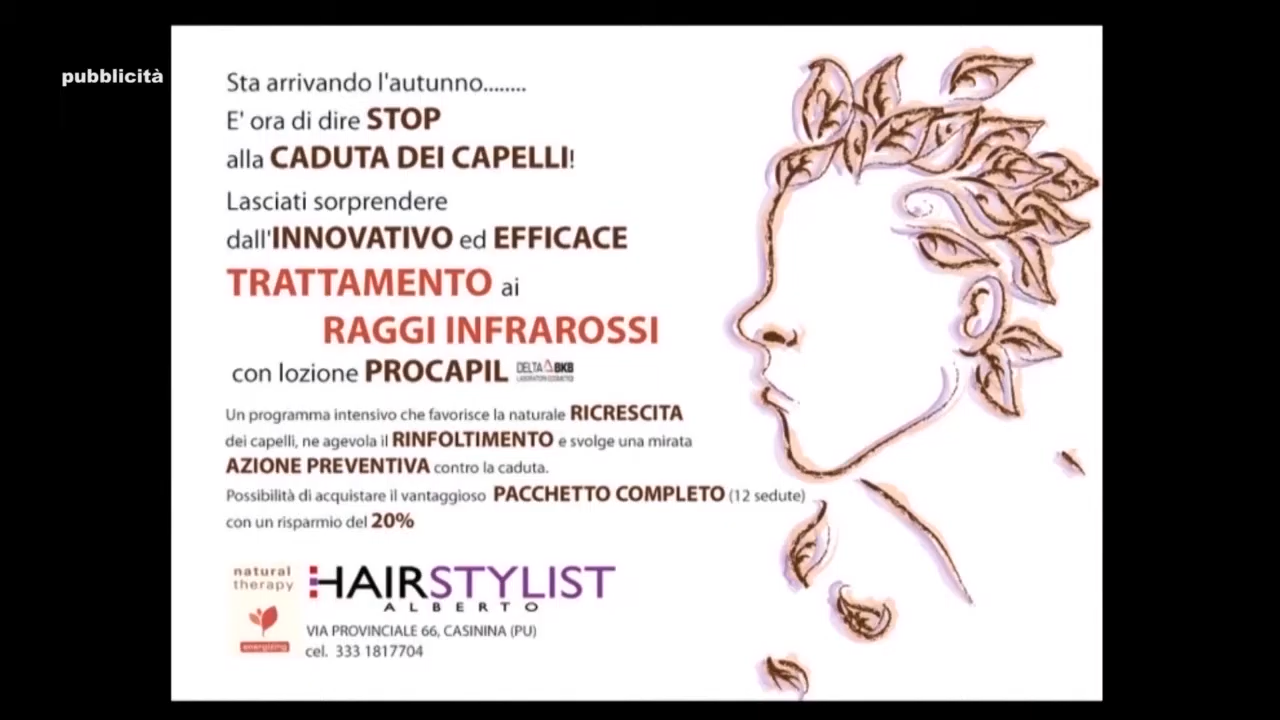 pubblicità
Sta arrivando l'autunno........
E' ora di dire STOP
alla CADUTA DEI CAPELLI!
Lasciati sorprendere
dall'INNOVATIVO ed EFFICACE
TRATTAMENTO ai
RAGGI INFRAROSSI
con lozione PROCAPIL DELTA BKB
Un programma intensivo che favorisce la naturale RICRESCITA
dei capelli, ne agevola il RINFOLTIMENTO e svolge una mirata
AZIONE PREVENTIVA contro la caduta.
Possibilità di acquistare il vantaggioso PACCHETTO COMPLETO (12 sedute)
con un risparmio del 20%
natural
therapy
energizing
HAIRSTYLIST
ALBERTO
VIA PROVINCIALE 66, CASININA (PU)
cel. 333 1817704